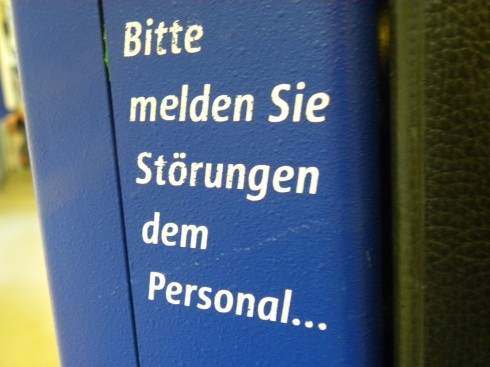 Bitte
melden Sie
Störungen
dem
Personal...